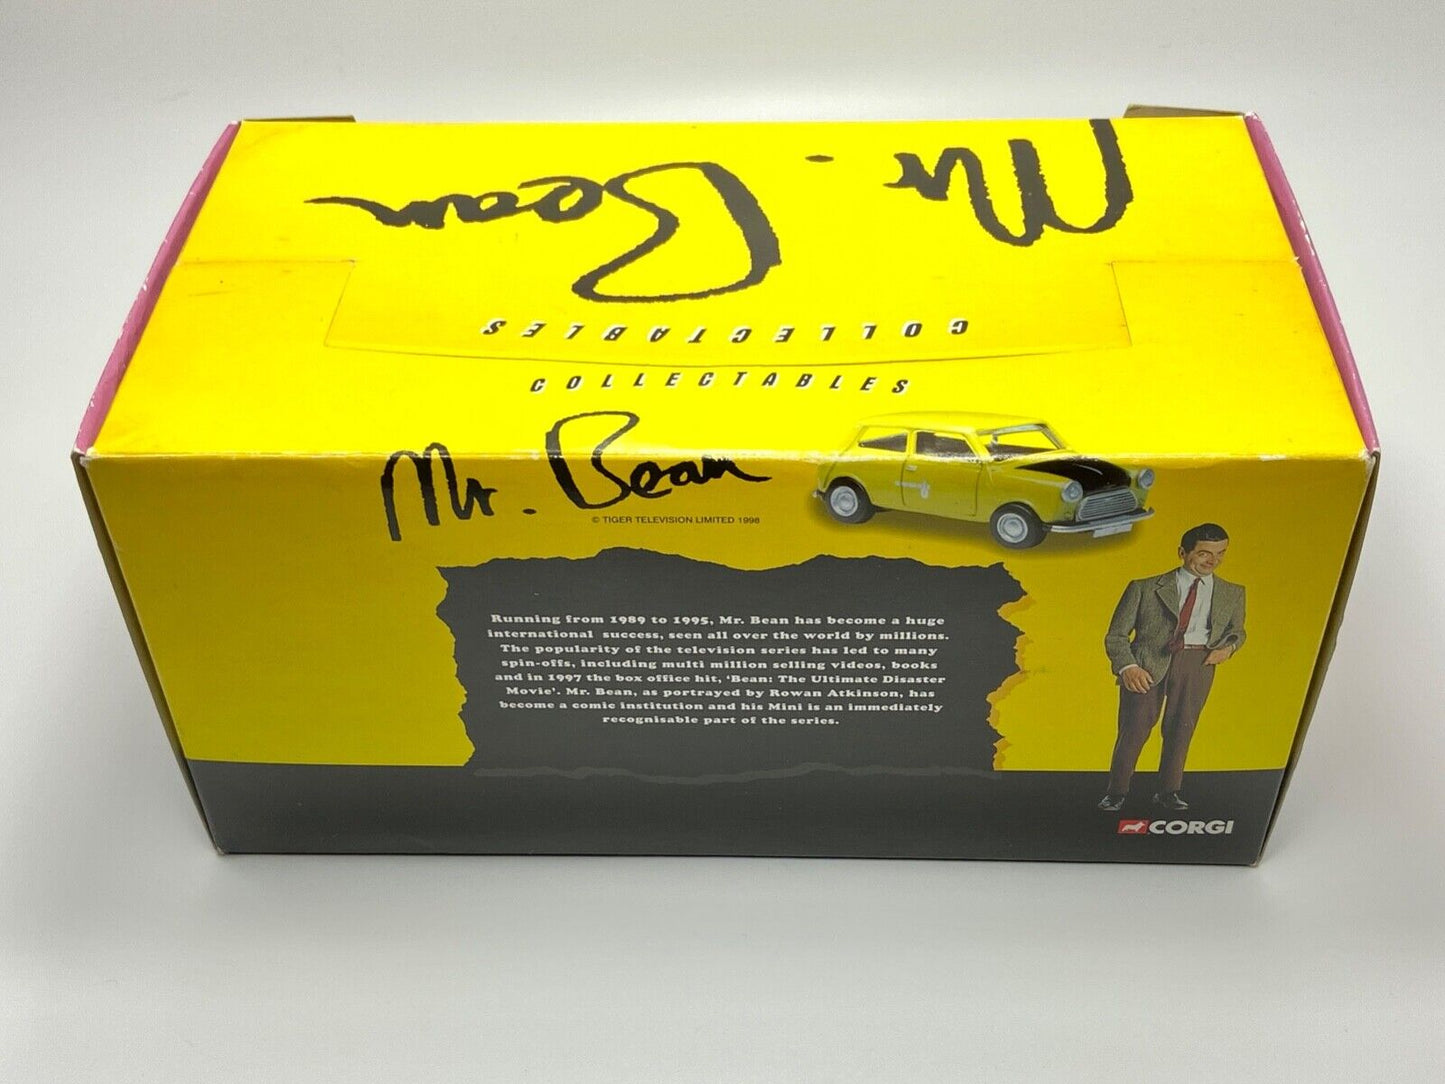 Mr. Bean
COLLECTABLES
COLLECTABLES
Mr. Bean
© TIGER TELEVISION LIMITED 1998
Running from 1989 to 1995, Mr. Bean has become a huge
international success, seen all over the world by millions.
The popularity of the television series has led to many
spin-offs, including multi million selling videos, books
and in 1997 the box office hit, ‘Bean: The Ultimate Disaster
Movie’. Mr. Bean, as portrayed by Rowan Atkinson, has
become a comic institution and his Mini is an immediately
recognisable part of the series.
CORGI